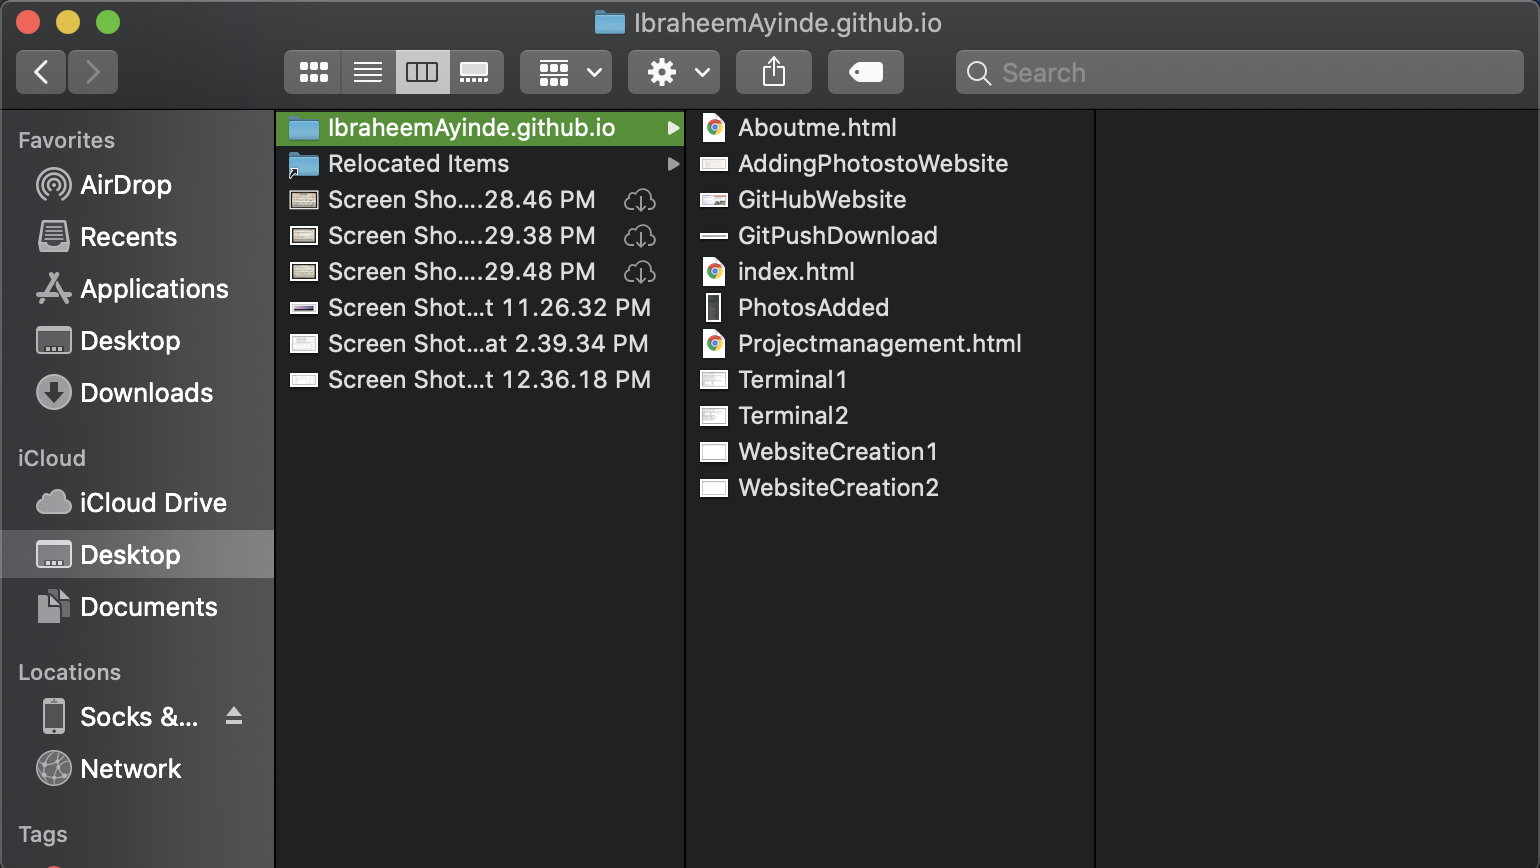 IbraheemAyinde.github.io
Search
Favorites
AirDrop
Recents
Applications
Desktop
Downloads
iCloud
iCloud Drive
Desktop
Documents
Locations
Socks &...
Network
Tags
IbraheemAyinde.github.io
Relocated Items
Screen Sho....28.46 PM
Screen Sho....29.38 PM
Screen Sho....29.48 PM
Screen Shot...t 11.26.32 PM
Screen Shot...at 2.39.34 PM
Screen Shot...t 12.36.18 PM
Aboutme.html
AddingPhotostoWebsite
GitHubWebsite
GitPushDownload
index.html
PhotosAdded
Projectmanagement.html
Terminal1
Terminal2
WebsiteCreation1
WebsiteCreation2